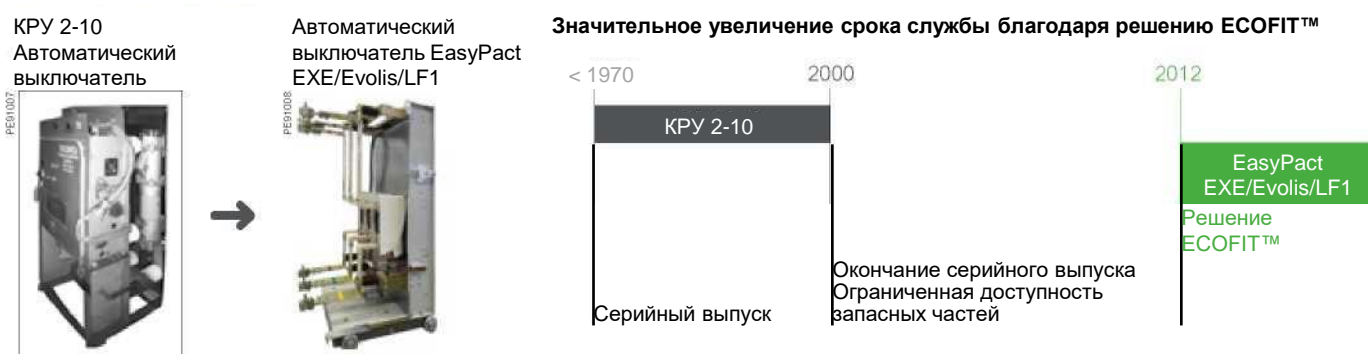 КРУ 2-10
Автоматический
выключатель
PE91007
Автоматический
выключатель EasyPact
EXE/Evolis/LF1
PE91008
Значительное увеличение срока службы благодаря решению ECOFIT™
< 1970
2000
2012
КРУ 2-10
EasyPact
EXE/Evolis/LF1
Решение
ECOFIT™
Окончание серийного выпуска
Ограниченная доступность
запасных частей
Серийный выпуск